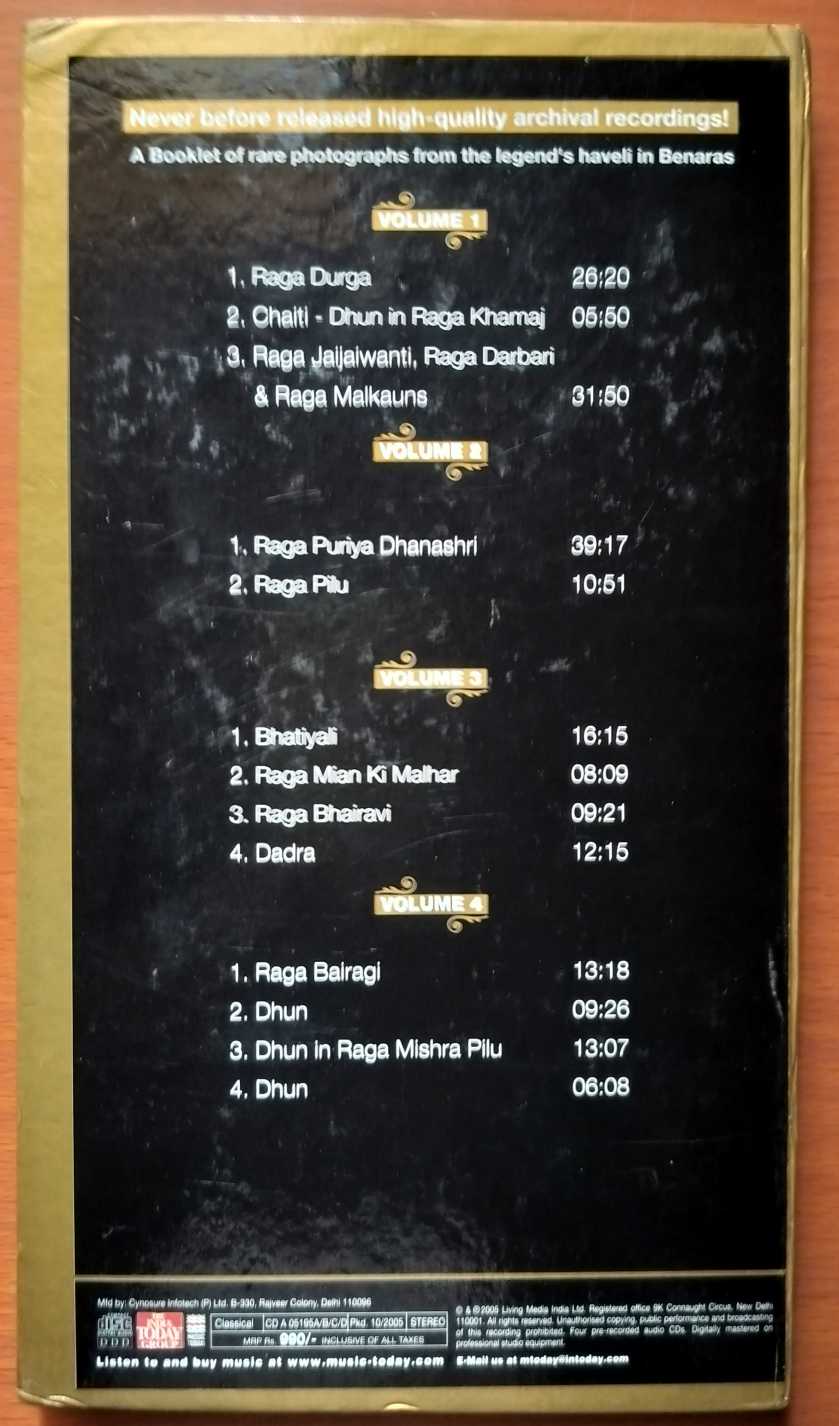 Never before released high-quality archival recordings!
A Booklet of rare photographs from the legend's haveli in Benaras
VOLUME 1
1. Raga Durga 26:20
2. Chaiti - Dhun in Raga Khamaj 05:50
3. Raga Jaijaiwanti, Raga Darbari
& Raga Malkauns 31:50
VOLUME 2
1. Raga Puriya Dhanashri 39:17
2. Raga Pilu 10:51
VOLUME 3
1. Bhatiyali 16:15
2. Raga Mian Ki Malhar 08:09
3. Raga Bhairavi 09:21
4. Dadra 12:15
VOLUME 4
1. Raga Bairagi 13:18
2. Dhun 09:26
3. Dhun in Raga Mishra Pilu 13:07
4. Dhun 06:08
Mfd by: Cynosure Infotech (P) Ltd. B-330, Rajveer Colony, Delhi 110096
COMPACT
disc
DIGITAL AUDIO
DDD
THE
INDIA
TODAY
GROUP
Classical CD A 05195A/B/C/D Pkd. 10/2005 STEREO
MRP Rs. 990/- INCLUSIVE OF ALL TAXES
Listen to and buy music at www.music-today.com
© & ℗2005 Living Media India Ltd. Registered office 9K Connaught Circus, New Delhi
110001. All rights reserved. Unauthorised copying, public performance and broadcasting
of this recording prohibited. Four pre-recorded audio CDs. Digitally mastered on
professional studio equipment.
E-Mail us at mtoday@intoday.com